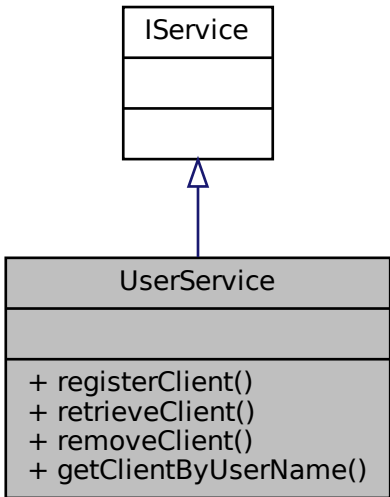 IService
UserService
+ registerClient()
+ retrieveClient()
+ removeClient()
+ getClientByUserName()